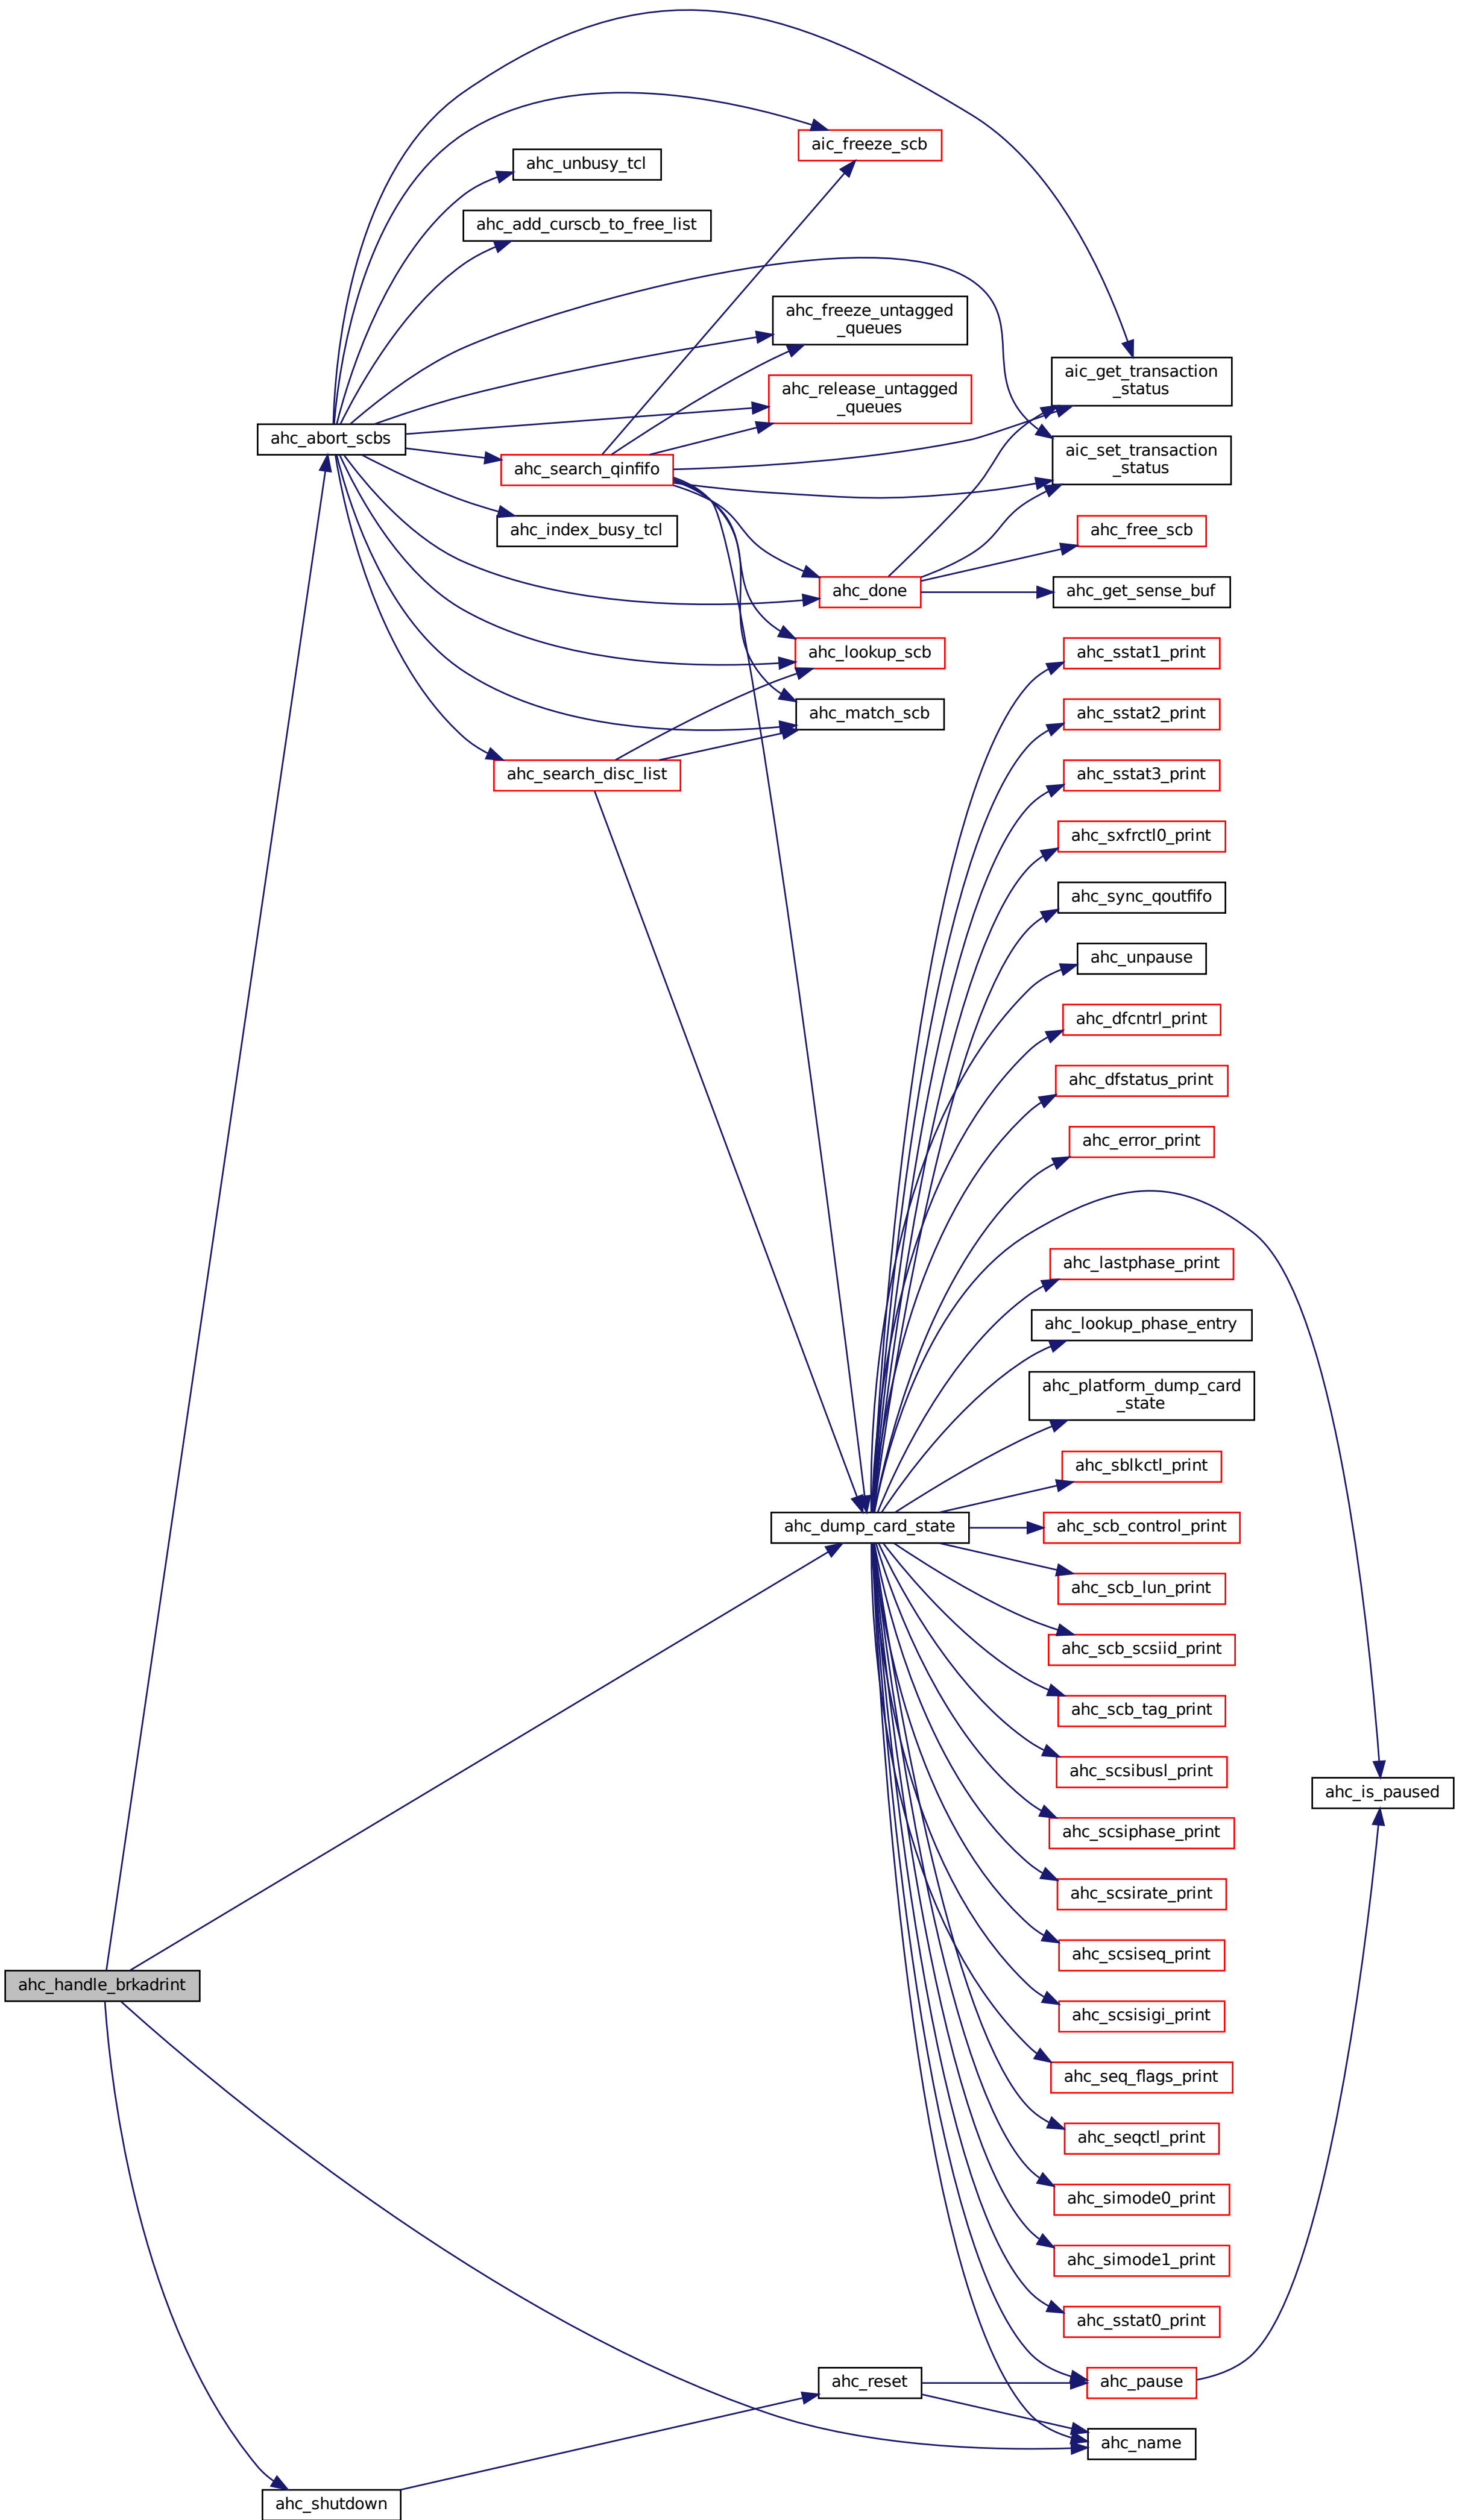 aic_freeze_scb
ahc_unbusy_tcl
ahc_add_curscb_to_free_list
ahc_freeze_untagged
_queues
aic_get_transaction
_status
ahc_release_untagged
_queues
ahc_abort_scbs
aic_set_transaction
_status
ahc_search_qinfifo
ahc_index_busy_tcl
ahc_free_scb
ahc_done
ahc_get_sense_buf
ahc_lookup_scb
ahc_sstat1_print
ahc_match_scb
ahc_sstat2_print
ahc_search_disc_list
ahc_sstat3_print
ahc_sxfrctl0_print
ahc_sync_qoutfifo
ahc_unpause
ahc_dfcntrl_print
ahc_dfstatus_print
ahc_error_print
ahc_lastphase_print
ahc_lookup_phase_entry
ahc_platform_dump_card
_state
ahc_sblkctl_print
ahc_dump_card_state
ahc_scb_control_print
ahc_scb_lun_print
ahc_scb_scsiid_print
ahc_scb_tag_print
ahc_scsibusl_print
ahc_is_paused
ahc_scsiphase_print
ahc_scsirate_print
ahc_scsiseq_print
ahc_handle_brkadrint
ahc_scsisigi_print
ahc_seq_flags_print
ahc_seqctl_print
ahc_simode0_print
ahc_simode1_print
ahc_sstat0_print
ahc_reset
ahc_pause
ahc_name
ahc_shutdown